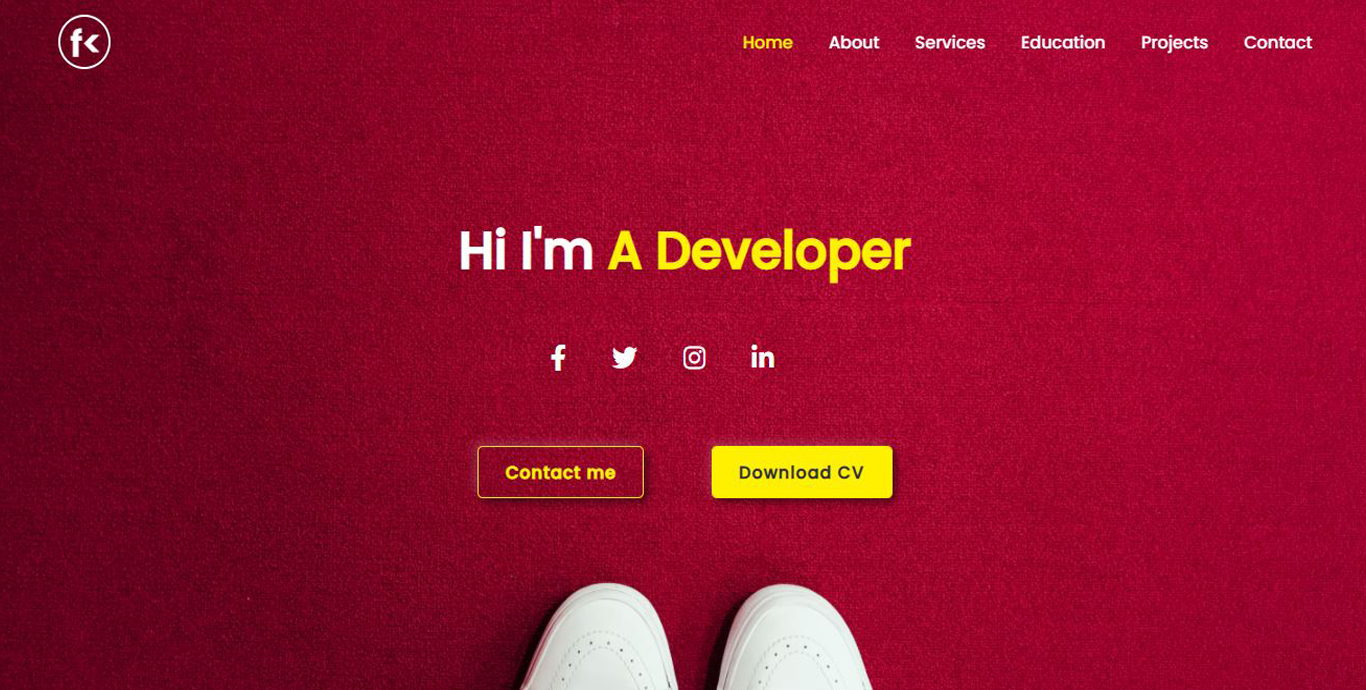 fk
Home About Services Education Projects Contact
Hi I'm A Developer
Contact me Download CV